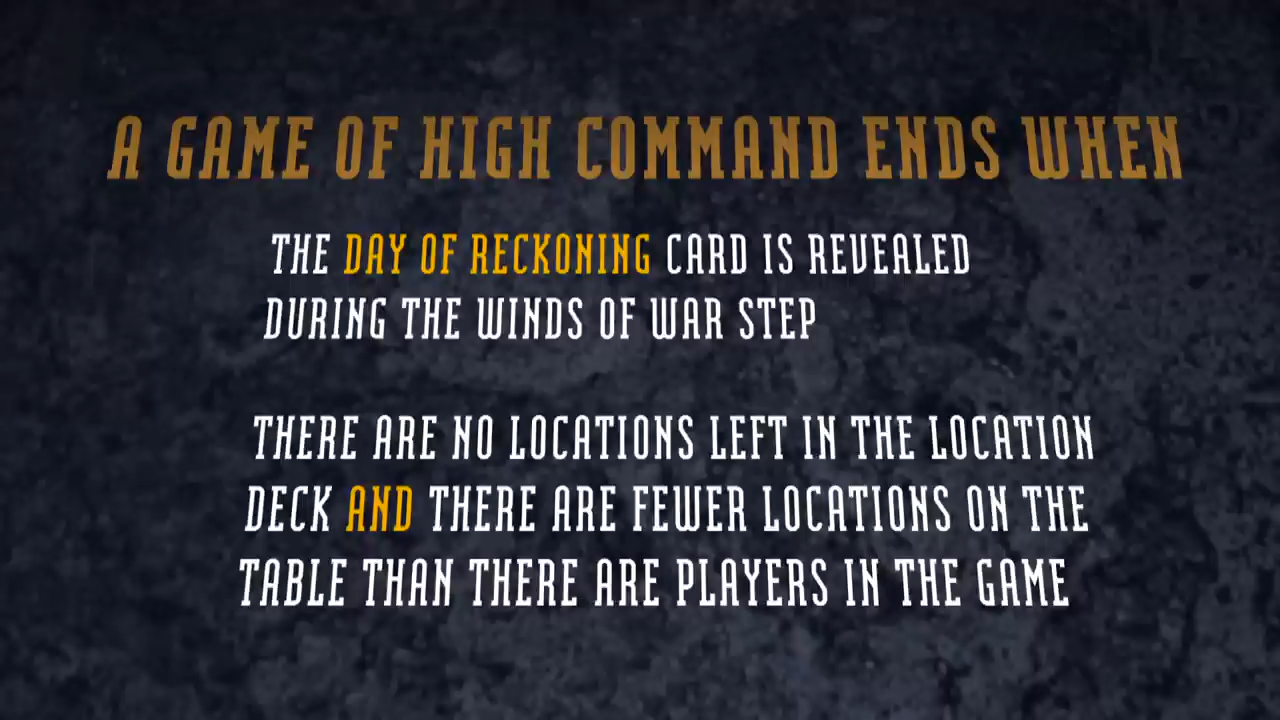 A GAME OF HIGH COMMAND ENDS WHEN
THE DAY OF RECKONING CARD IS REVEALED
DURING THE WINDS OF WAR STEP
THERE ARE NO LOCATIONS LEFT IN THE LOCATION
DECK AND THERE ARE FEWER LOCATIONS ON THE
TABLE THAN THERE ARE PLAYERS IN THE GAME